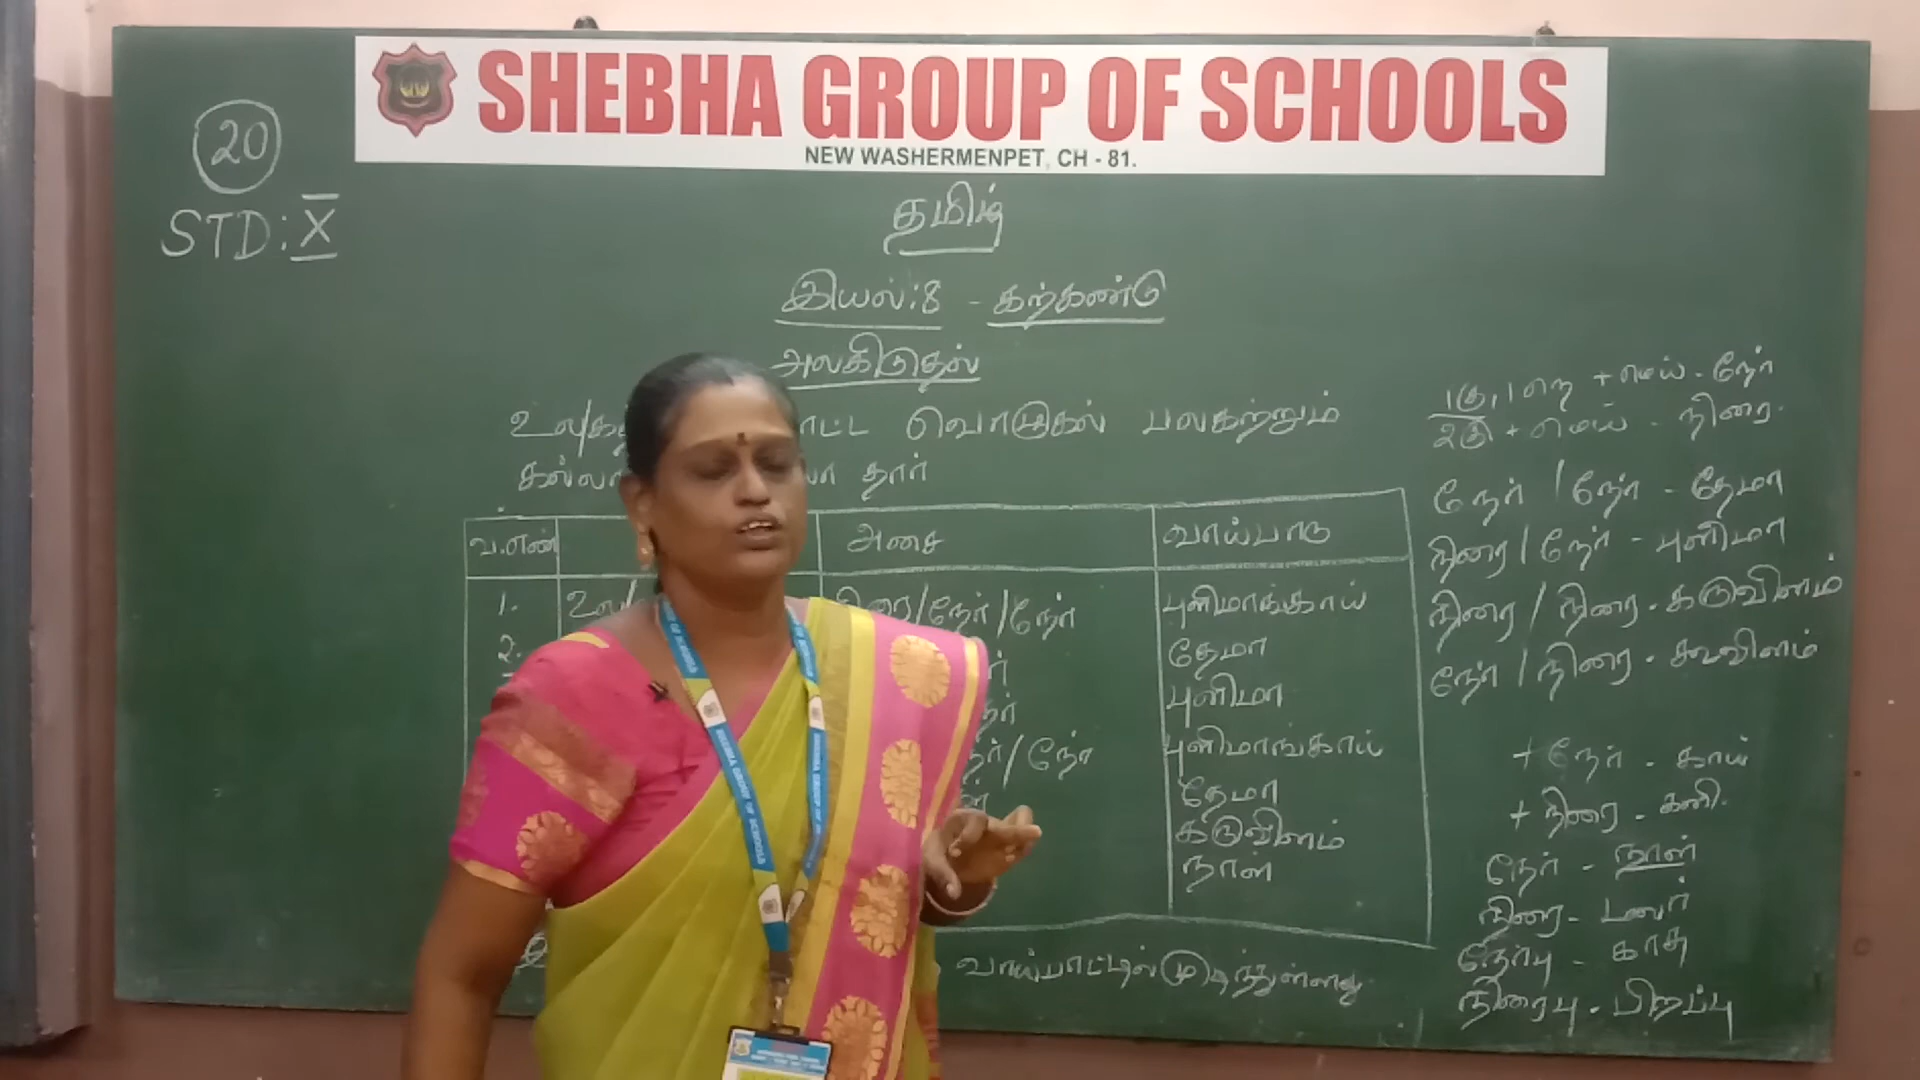 SHEBHA GROUP OF SCHOOLS
NEW WASHERMENPET, CH - 81.
20
STD: X
தமிழ்
இயல்:8 - கற்கண்டு
அலகிடுதல்
பலகற்றும்
தார்
வ.எண் அசை வாய்பாடு
1. நிரை/நேர்/நேர் புளிமாங்காய்
2. தேமா
புளிமா
நேர் புளிமாங்காய்
தேமா
கருவிளம்
நாள்
வாய்பாட்டில் முடிந்துள்ளது.
1கு, 1நெ + மெய் - நேர்
2கு + மெய் - நிரை.
நேர் / நேர் - தேமா
நிரை / நேர் - புளிமா
நிரை / நிரை - கருவிளம்
நேர் / நிரை - கூவிளம்
+ நேர் - காய்
+ நிரை - கனி.
நேர் - நாள்
நிரை - மலர்
நேர்பு - காசு
நிரைபு - பிறப்பு